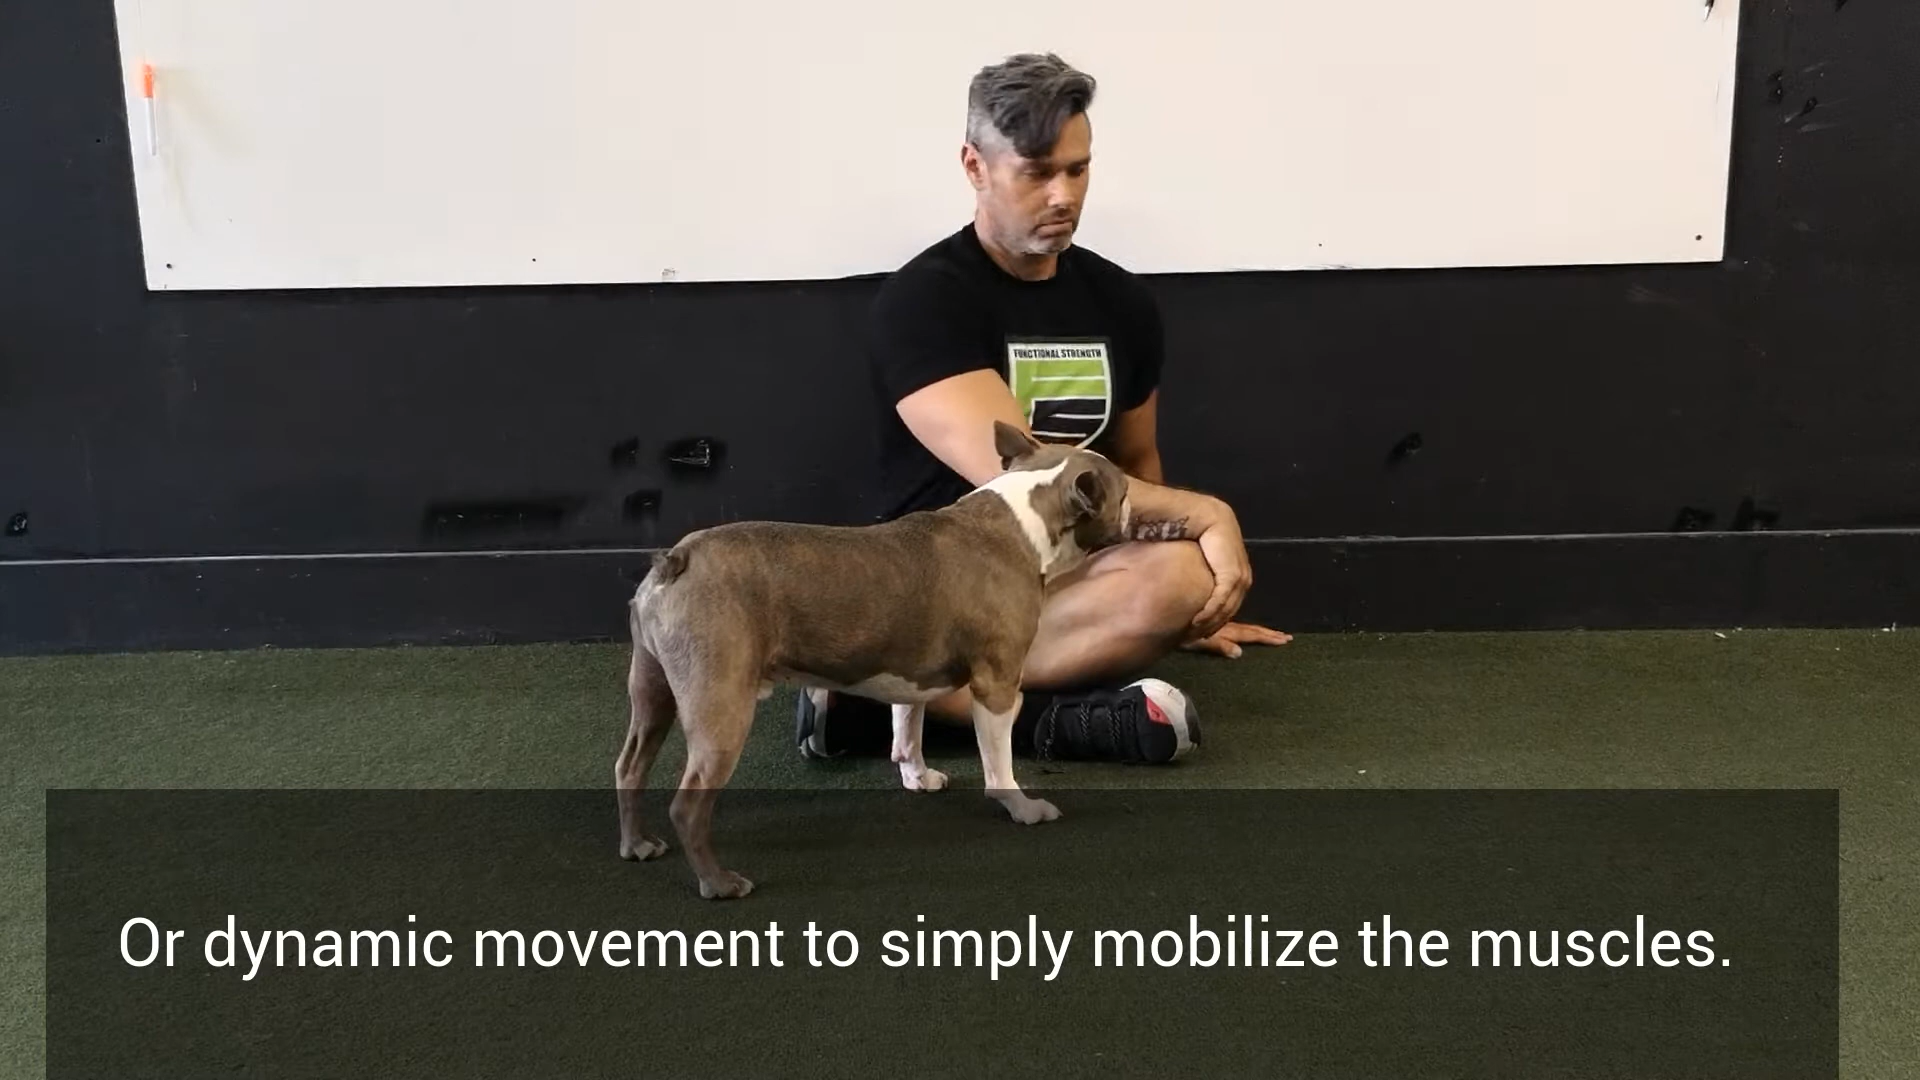 FUNCTIONAL STRENGTH
Or dynamic movement to simply mobilize the muscles.